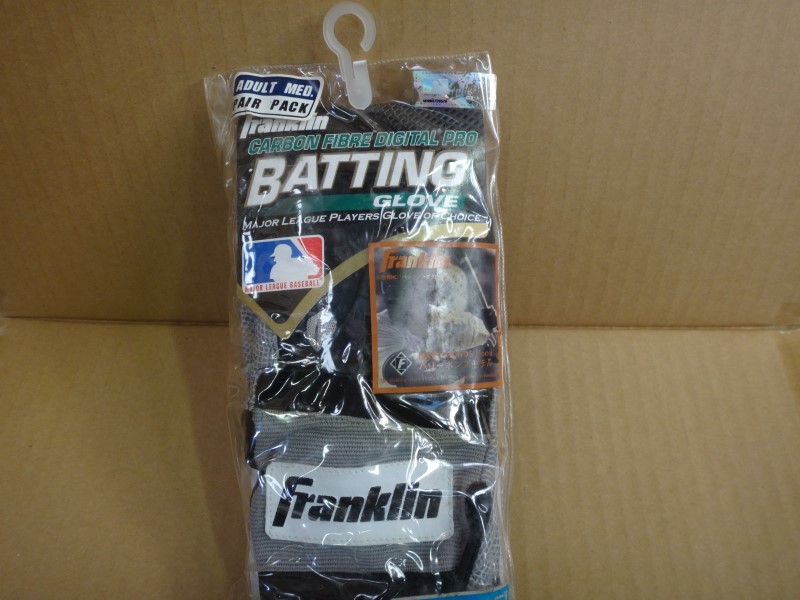 ADULT MED.
PAIR PACK
franklin
CARBON FIBRE DIGITAL PRO
BATTING
GLOVE
MAJOR LEAGUE PLAYERS GLOVE OF CHOICE
MAJOR LEAGUE BASEBALL
franklin
F
franklin